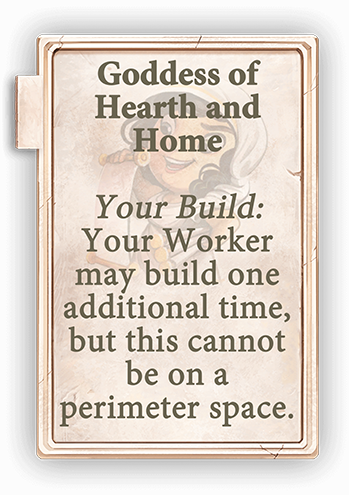 Goddess of
Hearth and
Home
Your Build:
Your Worker
may build one
additional time,
but this cannot
be on a
perimeter space.